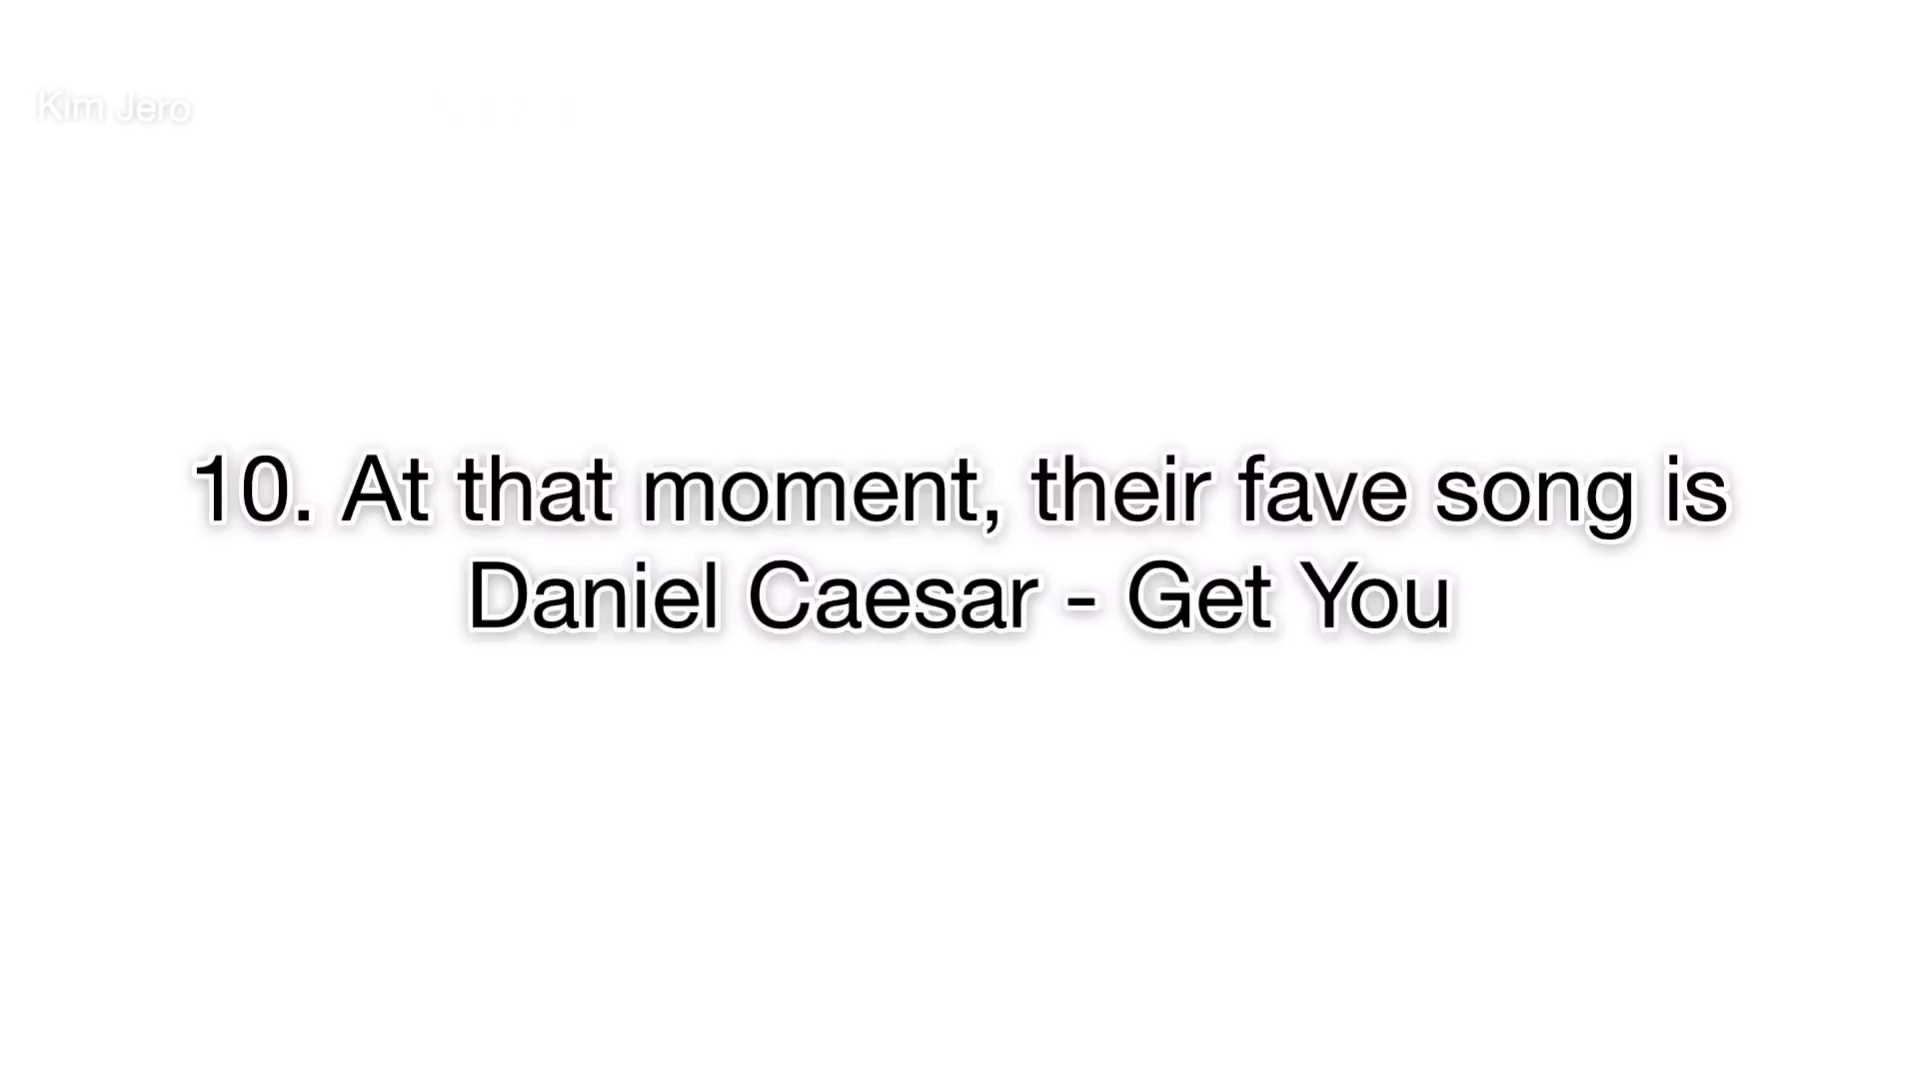 Kim Jero
10. At that moment, their fave song is
Daniel Caesar - Get You